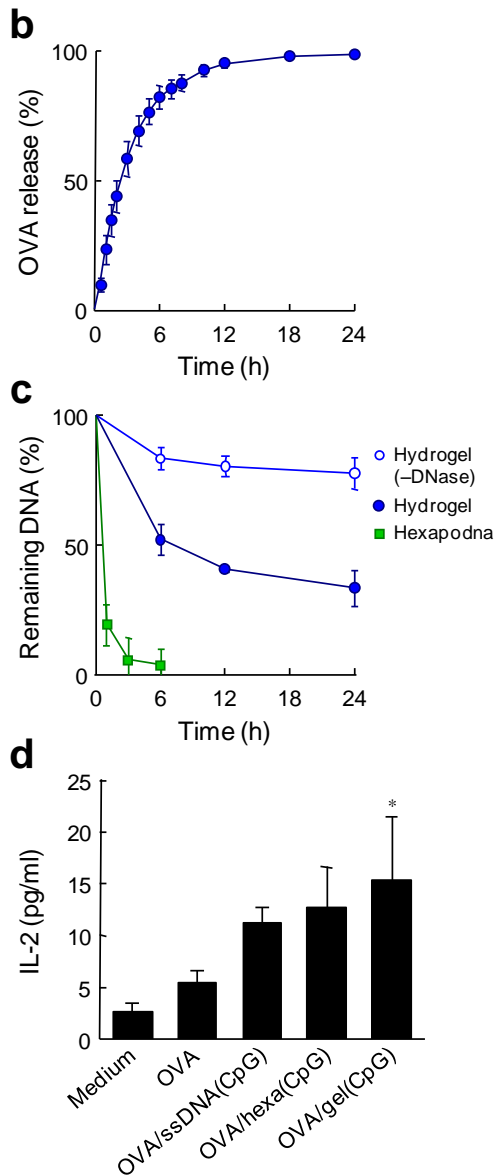 b
OVA release (%)
100
50
0
0 6 12 18 24
Time (h)
c
Remaining DNA (%)
100
50
0
0 6 12 18 24
Time (h)
Hydrogel
(–DNase)
Hydrogel
Hexapodna
d
IL-2 (pg/ml)
25
20
15
10
5
0
*
Medium
OVA
OVA/ssDNA(CpG)
OVA/hexa(CpG)
OVA/gel(CpG)